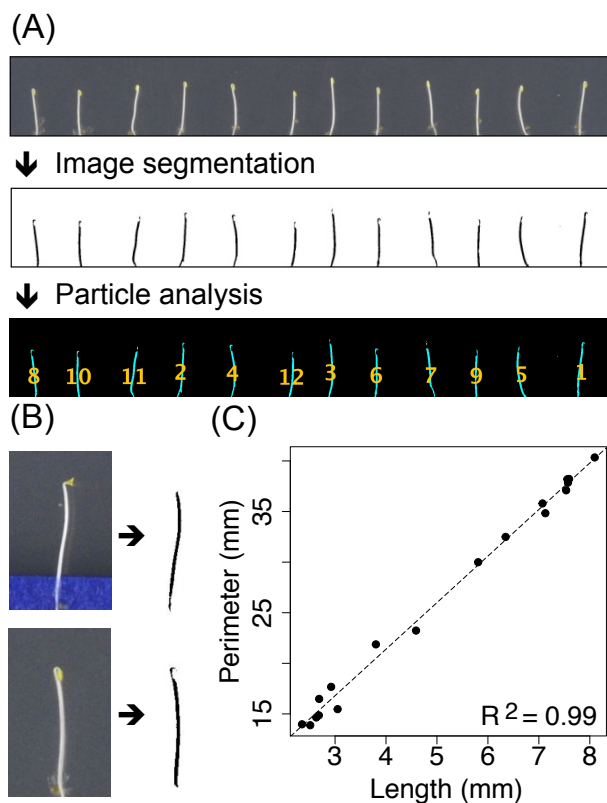 (A)
🡳 Image segmentation
🡳 Particle analysis
8 10 11 2 4 12 3 6 7 9 5 1
(B)
(C)
Perimeter (mm)
35
25
15
R² = 0.99
3 4 5 6 7 8
Length (mm)